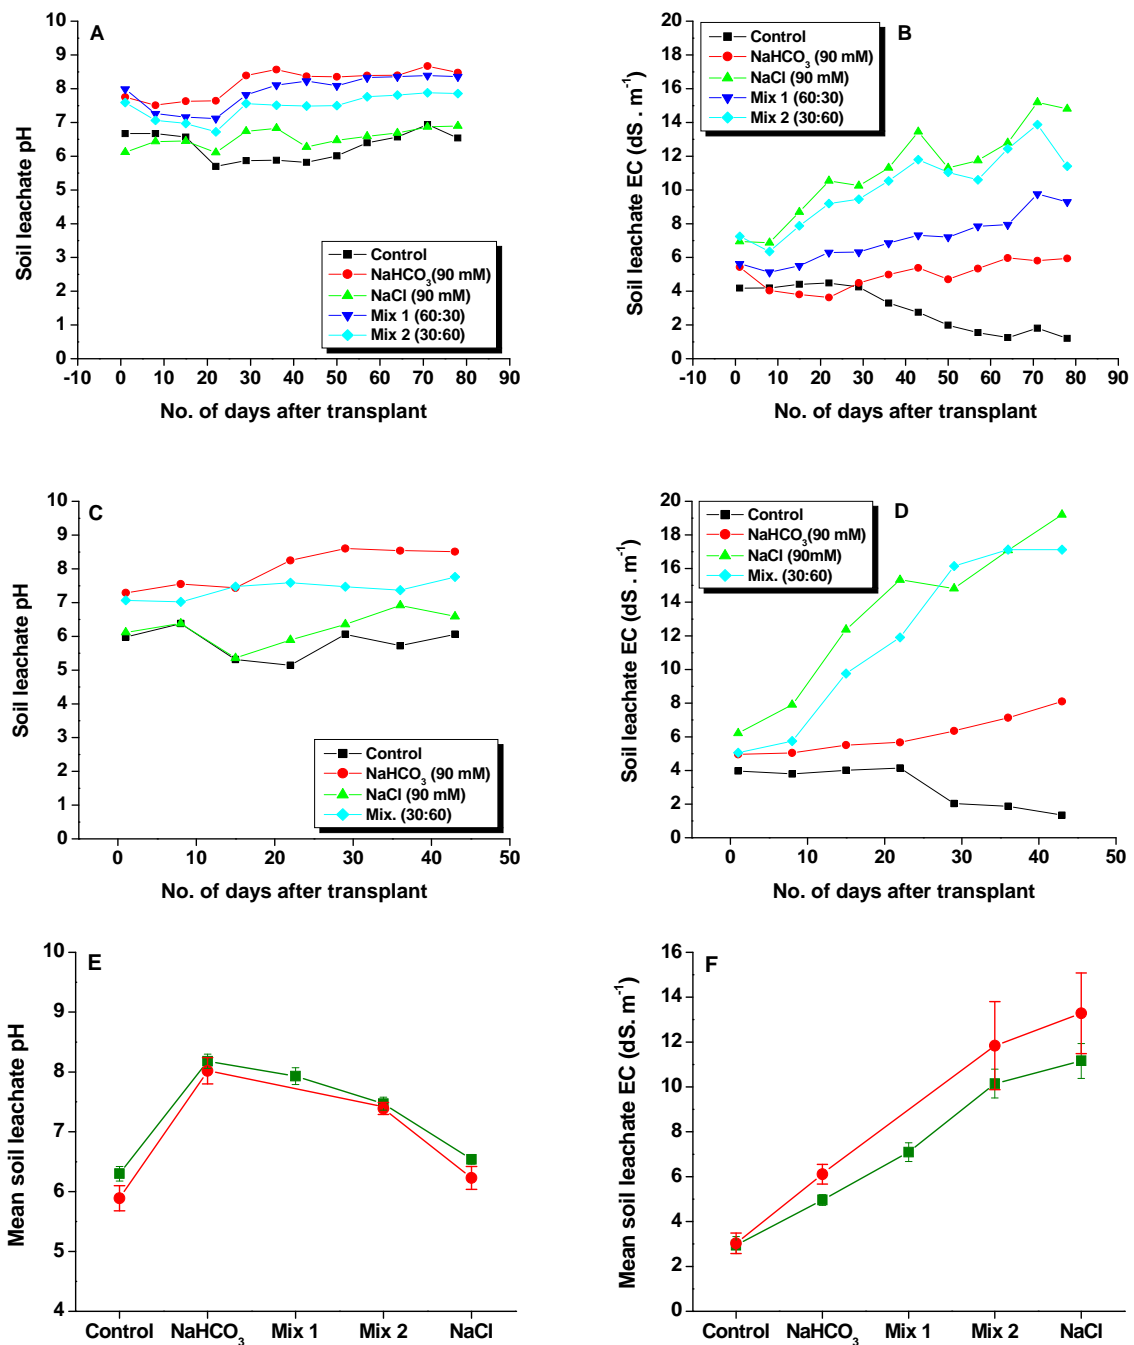 A
Soil leachate pH
10
9
8
7
6
5
4
3
2
1
0
Control
NaHCO3(90 mM)
NaCl (90 mM)
Mix 1 (60:30)
Mix 2 (30:60)
-10 0 10 20 30 40 50 60 70 80 90
No. of days after transplant
B
Soil leachate EC (dS . m-1)
20
18
16
14
12
10
8
6
4
2
0
Control
NaHCO3 (90 mM)
NaCl (90 mM)
Mix 1 (60:30)
Mix 2 (30:60)
-10 0 10 20 30 40 50 60 70 80 90
No. of days after transplant
C
Soil leachate pH
10
9
8
7
6
5
4
3
2
1
0
Control
NaHCO3 (90 mM)
NaCl (90 mM)
Mix. (30:60)
0 10 20 30 40 50
No. of days after transplant
D
Soil leachate EC (dS . m-1)
20
18
16
14
12
10
8
6
4
2
0
Control
NaHCO3(90 mM)
NaCl (90mM)
Mix. (30:60)
0 10 20 30 40 50
No. of days after transplant
E
Mean soil leachate pH
10
9
8
7
6
5
4
Control NaHCO3 Mix 1 Mix 2 NaCl
F
Mean soil leachate EC (dS. m-1)
16
14
12
10
8
6
4
2
0
Control NaHCO3 Mix 1 Mix 2 NaCl